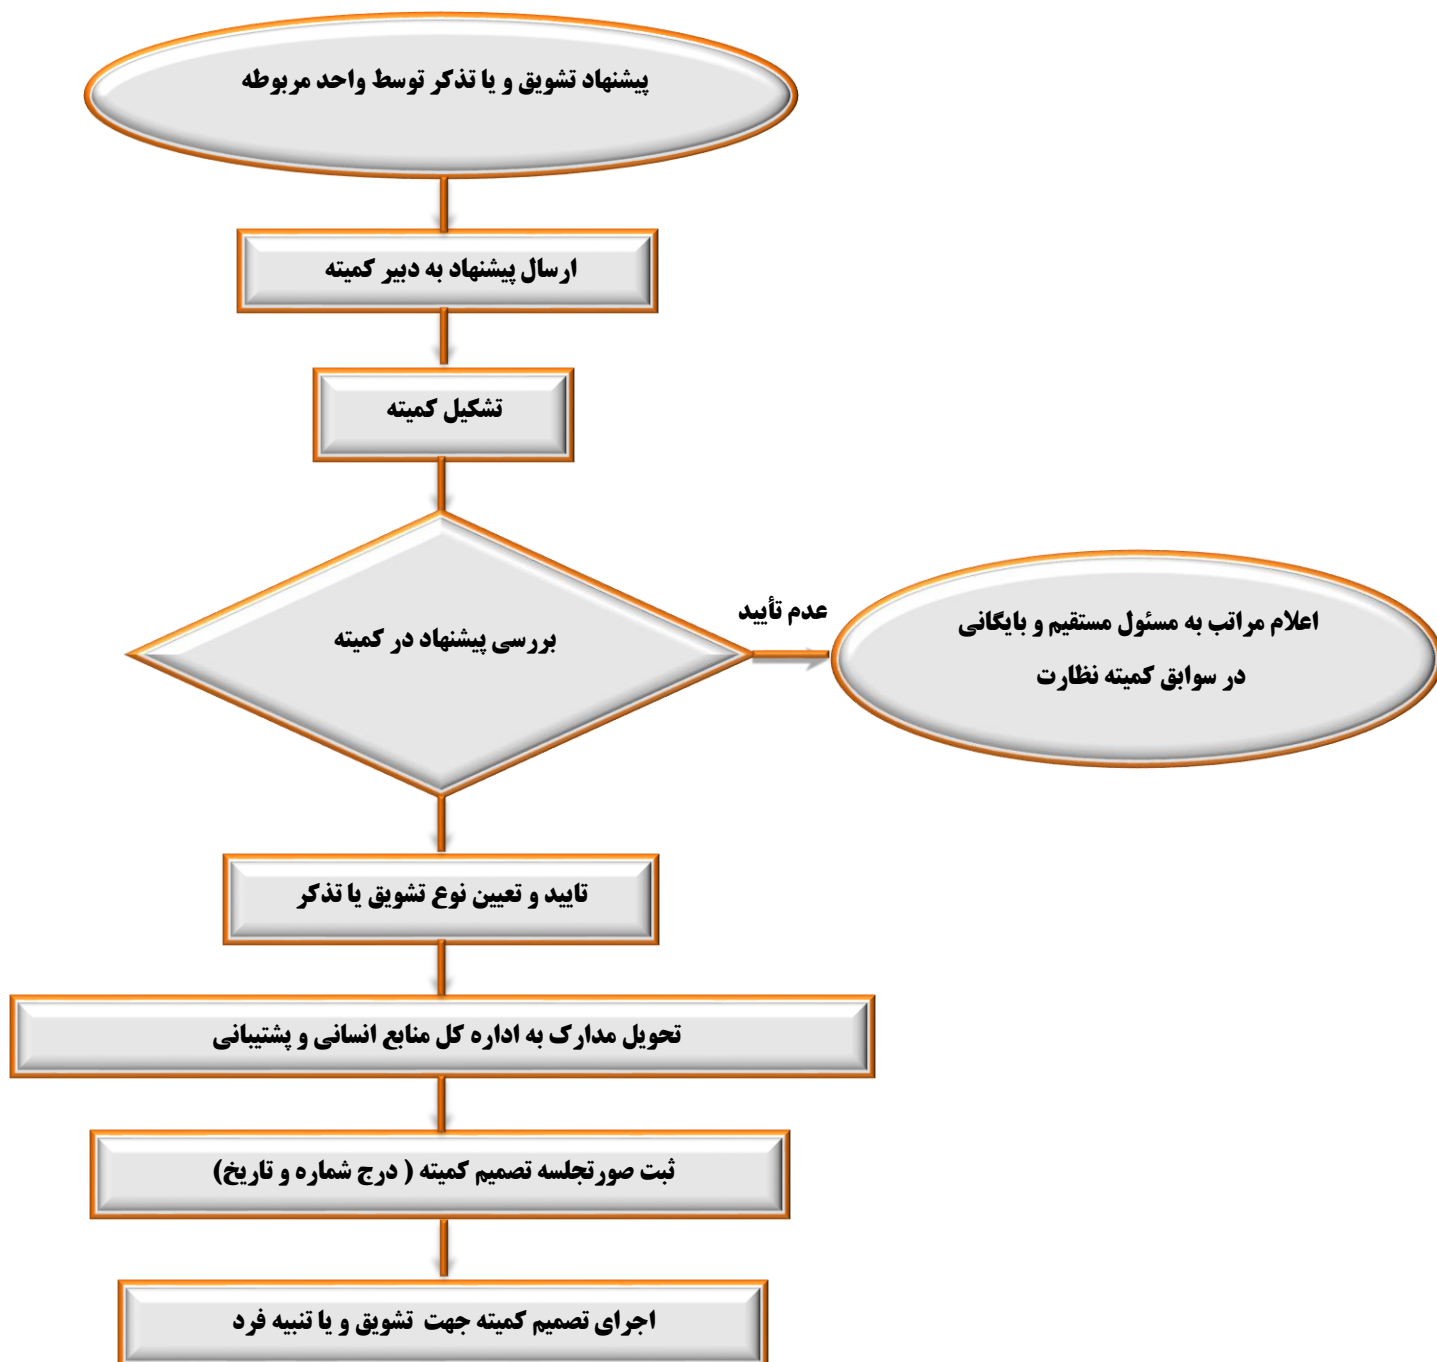 پیشنهاد تشویق و یا تذکر توسط واحد مربوطه
ارسال پیشنهاد به دبیر کمیته
تشکیل کمیته
بررسی پیشنهاد در کمیته
عدم تأیید
اعلام مراتب به مسئول مستقیم و بایگانی
در سوابق کمیته نظارت
تایید و تعیین نوع تشویق یا تذکر
تحویل مدارک به اداره کل منابع انسانی و پشتیبانی
ثبت صورتجلسه تصمیم کمیته ( درج شماره و تاریخ)
اجرای تصمیم کمیته جهت تشویق و یا تنبیه فرد